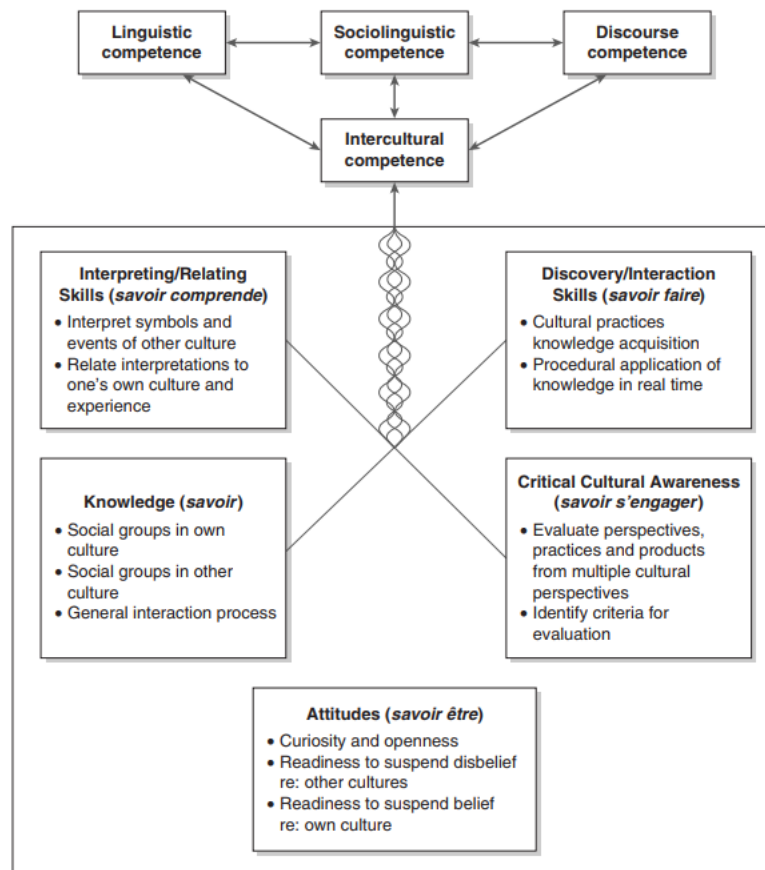 Linguistic
competence
Sociolinguistic
competence
Discourse
competence
Intercultural
competence
Interpreting/Relating
Skills (savoir comprende)
• Interpret symbols and
events of other culture
• Relate interpretations to
one's own culture and
experience
Discovery/Interaction
Skills (savoir faire)
• Cultural practices
knowledge acquisition
• Procedural application of
knowledge in real time
Knowledge (savoir)
• Social groups in own
culture
• Social groups in other
culture
• General interaction process
Critical Cultural Awareness
(savoir s'engager)
• Evaluate perspectives,
practices and products
from multiple cultural
perspectives
• Identify criteria for
evaluation
Attitudes (savoir être)
• Curiosity and openness
• Readiness to suspend disbelief
re: other cultures
• Readiness to suspend belief
re: own culture